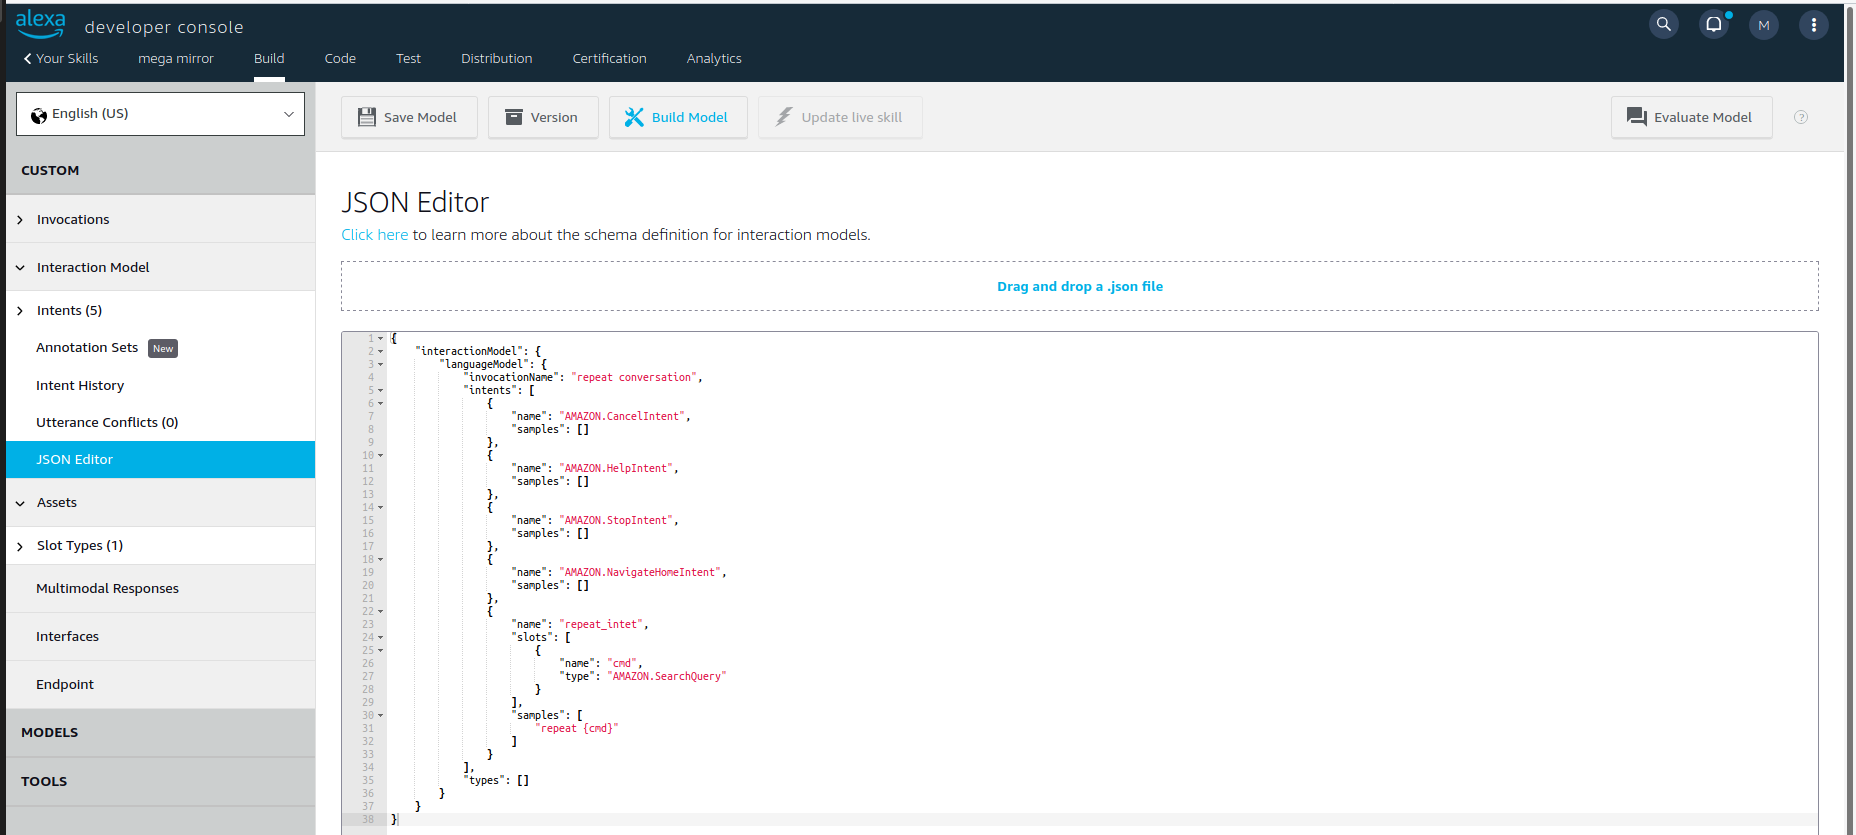 alexa developer console
Your Skills mega mirror Build Code Test Distribution Certification Analytics
M
English (US)
Save Model Version Build Model Update live skill Evaluate Model ?
CUSTOM
Invocations
Interaction Model
Intents (5)
Annotation Sets New
Intent History
Utterance Conflicts (0)
JSON Editor
Assets
Slot Types (1)
Multimodal Responses
Interfaces
Endpoint
MODELS
TOOLS
JSON Editor
Click here to learn more about the schema definition for interaction models.
Drag and drop a .json file
1 {
2 "interactionModel": {
3 "languageModel": {
4 "invocationName": "repeat conversation",
5 "intents": [
6 {
7 "name": "AMAZON.CancelIntent",
8 "samples": []
9 },
10 {
11 "name": "AMAZON.HelpIntent",
12 "samples": []
13 },
14 {
15 "name": "AMAZON.StopIntent",
16 "samples": []
17 },
18 {
19 "name": "AMAZON.NavigateHomeIntent",
20 "samples": []
21 },
22 {
23 "name": "repeat_intet",
24 "slots": [
25 {
26 "name": "cmd",
27 "type": "AMAZON.SearchQuery"
28 }
29 ],
30 "samples": [
31 "repeat {cmd}"
32 ]
33 }
34 ],
35 "types": []
36 }
37 }
38 }